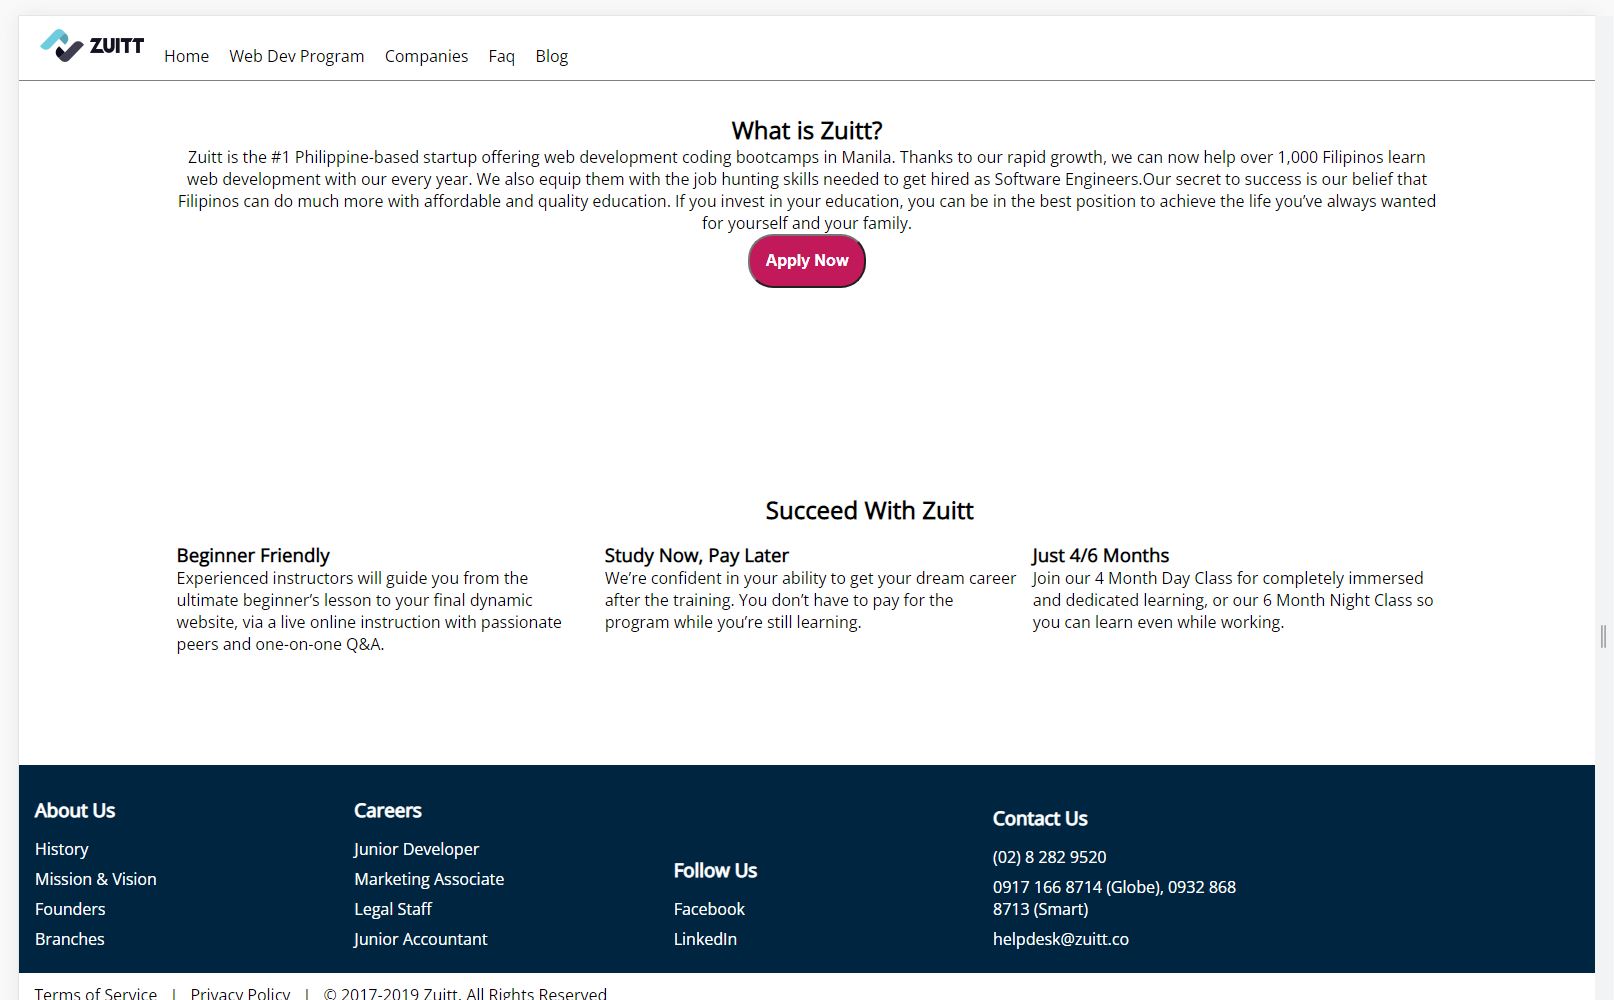 ZUITT
Home Web Dev Program Companies Faq Blog
What is Zuitt?
Zuitt is the #1 Philippine-based startup offering web development coding bootcamps in Manila. Thanks to our rapid growth, we can now help over 1,000 Filipinos learn
web development with our every year. We also equip them with the job hunting skills needed to get hired as Software Engineers.Our secret to success is our belief that
Filipinos can do much more with affordable and quality education. If you invest in your education, you can be in the best position to achieve the life you’ve always wanted
for yourself and your family.
Apply Now
Succeed With Zuitt
Beginner Friendly
Experienced instructors will guide you from the
ultimate beginner’s lesson to your final dynamic
website, via a live online instruction with passionate
peers and one-on-one Q&A.
Study Now, Pay Later
We’re confident in your ability to get your dream career
after the training. You don’t have to pay for the
program while you’re still learning.
Just 4/6 Months
Join our 4 Month Day Class for completely immersed
and dedicated learning, or our 6 Month Night Class so
you can learn even while working.
About Us
History
Mission & Vision
Founders
Branches
Careers
Junior Developer
Marketing Associate
Legal Staff
Junior Accountant
Follow Us
Facebook
LinkedIn
Contact Us
(02) 8 282 9520
0917 166 8714 (Globe), 0932 868
8713 (Smart)
helpdesk@zuitt.co
Terms of Service | Privacy Policy | © 2017-2019 Zuitt. All Rights Reserved